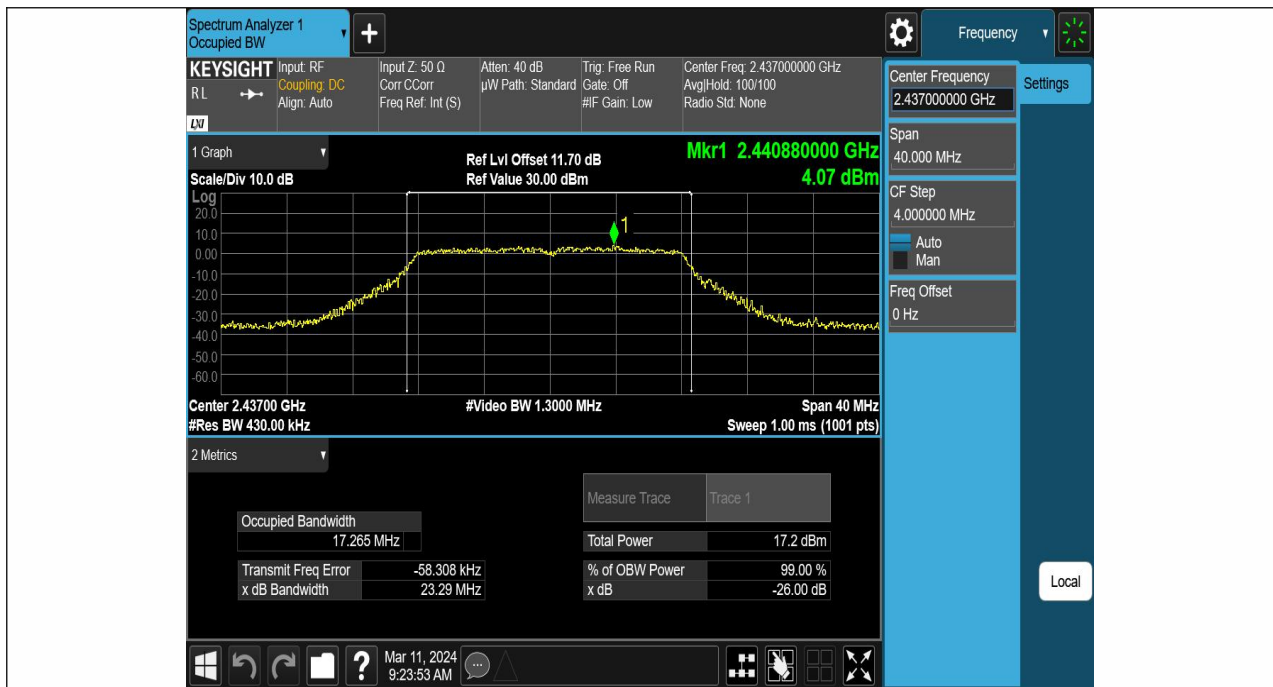 Spectrum Analyzer 1
Occupied BW
+
Frequency
KEYSIGHT
R L
LXI
Input: RF
Coupling: DC
Align: Auto
Input Z: 50 Ω
Corr CCorr
Freq Ref: Int (S)
Atten: 40 dB
µW Path: Standard
Trig: Free Run
Gate: Off
#IF Gain: Low
Center Freq: 2.437000000 GHz
Avg|Hold: 100/100
Radio Std: None
Center Frequency
2.437000000 GHz
Settings
Span
40.000 MHz
CF Step
4.000000 MHz
Auto
Man
Freq Offset
0 Hz
Local
1 Graph
Scale/Div 10.0 dB
Ref Lvl Offset 11.70 dB
Ref Value 30.00 dBm
Mkr1 2.440880000 GHz
4.07 dBm
Log
20.0
10.0
0.00
-10.0
-20.0
-30.0
-40.0
-50.0
-60.0
1
Center 2.43700 GHz
#Video BW 1.3000 MHz
Span 40 MHz
#Res BW 430.00 kHz
Sweep 1.00 ms (1001 pts)
2 Metrics
Measure Trace Trace 1
Occupied Bandwidth
17.265 MHz
Total Power 17.2 dBm
Transmit Freq Error -58.308 kHz
% of OBW Power 99.00 %
x dB Bandwidth 23.29 MHz
x dB -26.00 dB
?
Mar 11, 2024
9:23:53 AM